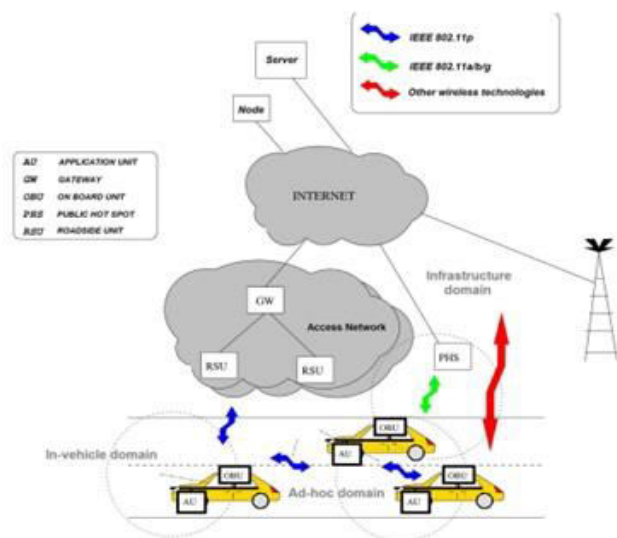 IEEE 802.11p
IEEE 802.11a/b/g
Other wireless technologies
Server
Node
AU APPLICATION UNIT
GW GATEWAY
OBU ON BOARD UNIT
PHS PUBLIC HOT SPOT
RSU ROADSIDE UNIT
INTERNET
Infrastructure
domain
GW
Access Network
RSU
RSU
PHS
OBU
AU
In-vehicle domain
OBU
AU
Ad-hoc domain
OBU
AU